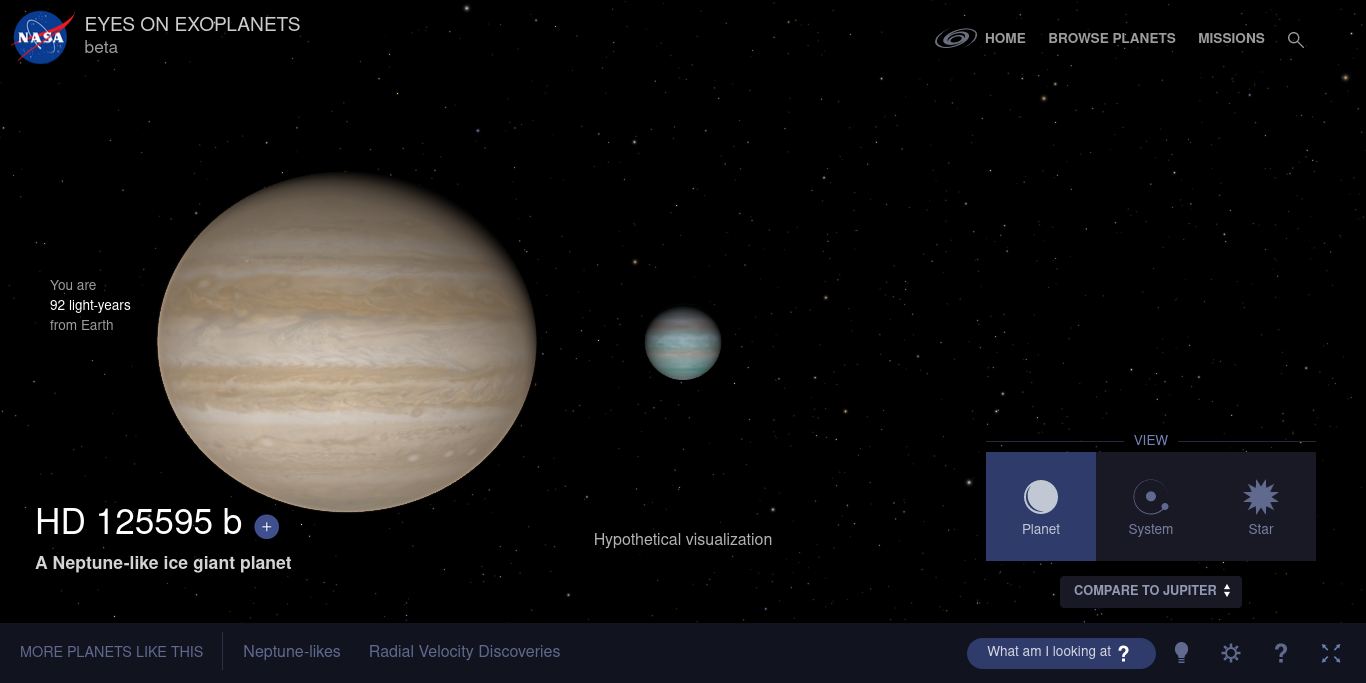 NASA
EYES ON EXOPLANETS
beta
HOME
BROWSE PLANETS
MISSIONS
You are
92 light-years
from Earth
HD 125595 b
+
A Neptune-like ice giant planet
Hypothetical visualization
VIEW
Planet
System
Star
COMPARE TO JUPITER
MORE PLANETS LIKE THIS
Neptune-likes
Radial Velocity Discoveries
What am I looking at ?
?